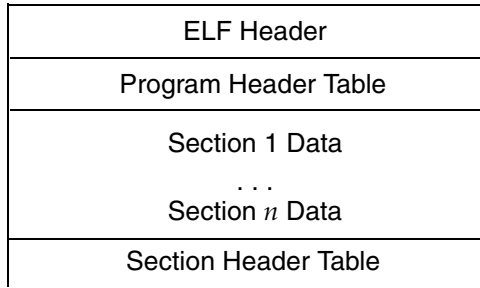 ELF Header
Program Header Table
Section 1 Data
. . .
Section n Data
Section Header Table